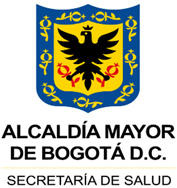 ALCALDÍA MAYOR
DE BOGOTÁ D.C.
SECRETARÍA DE SALUD